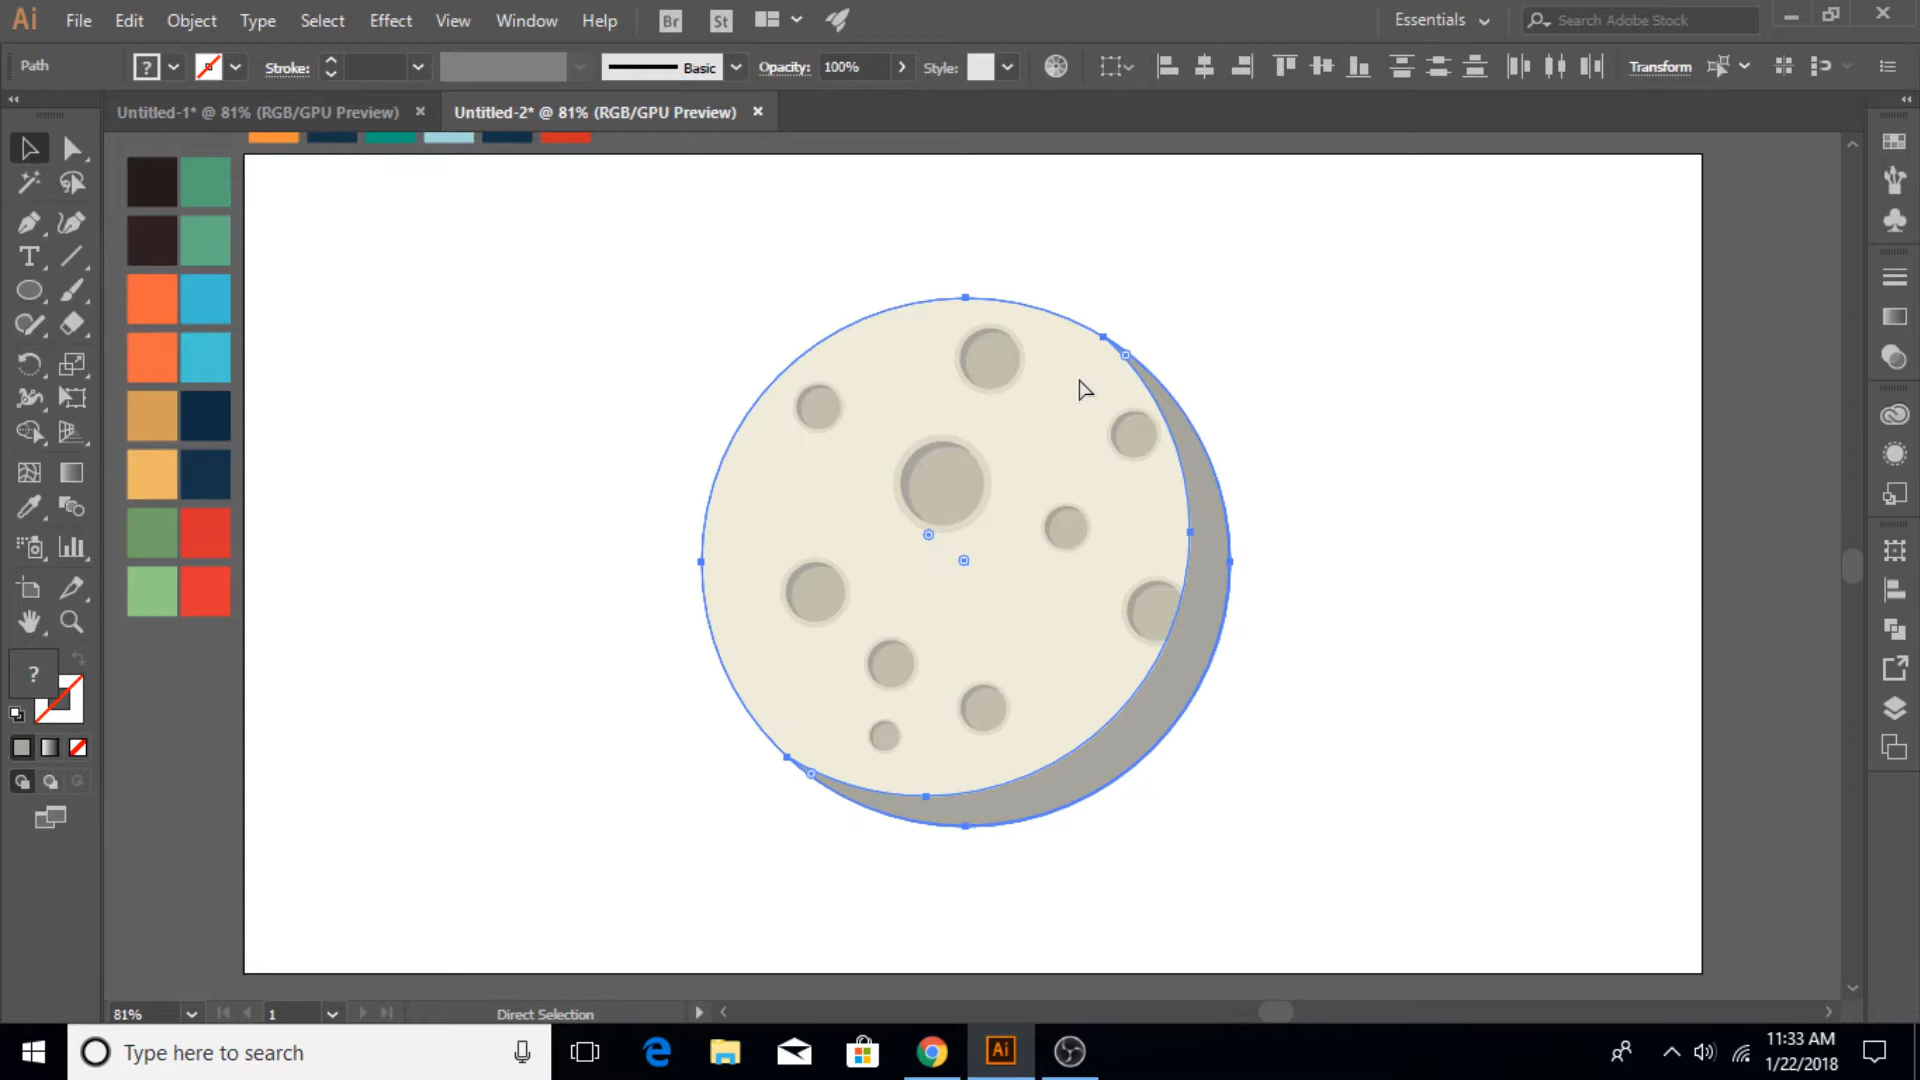 Ai File Edit Object Type Select Effect View Window Help Br St Essentials Search Adobe Stock
Path ? Stroke: Basic Opacity: 100% Style: Transform
Untitled-1* @ 81% (RGB/GPU Preview) Untitled-2* @ 81% (RGB/GPU Preview)
T
?
81% 1 Direct Selection
Type here to search Ai 11:33 AM
1/22/2018